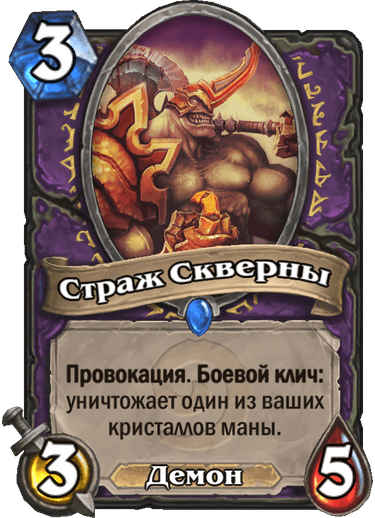 3
Страж Скверны
Провокация. Боевой клич:
уничтожает один из ваших
кристаллов маны.
3
Демон
5